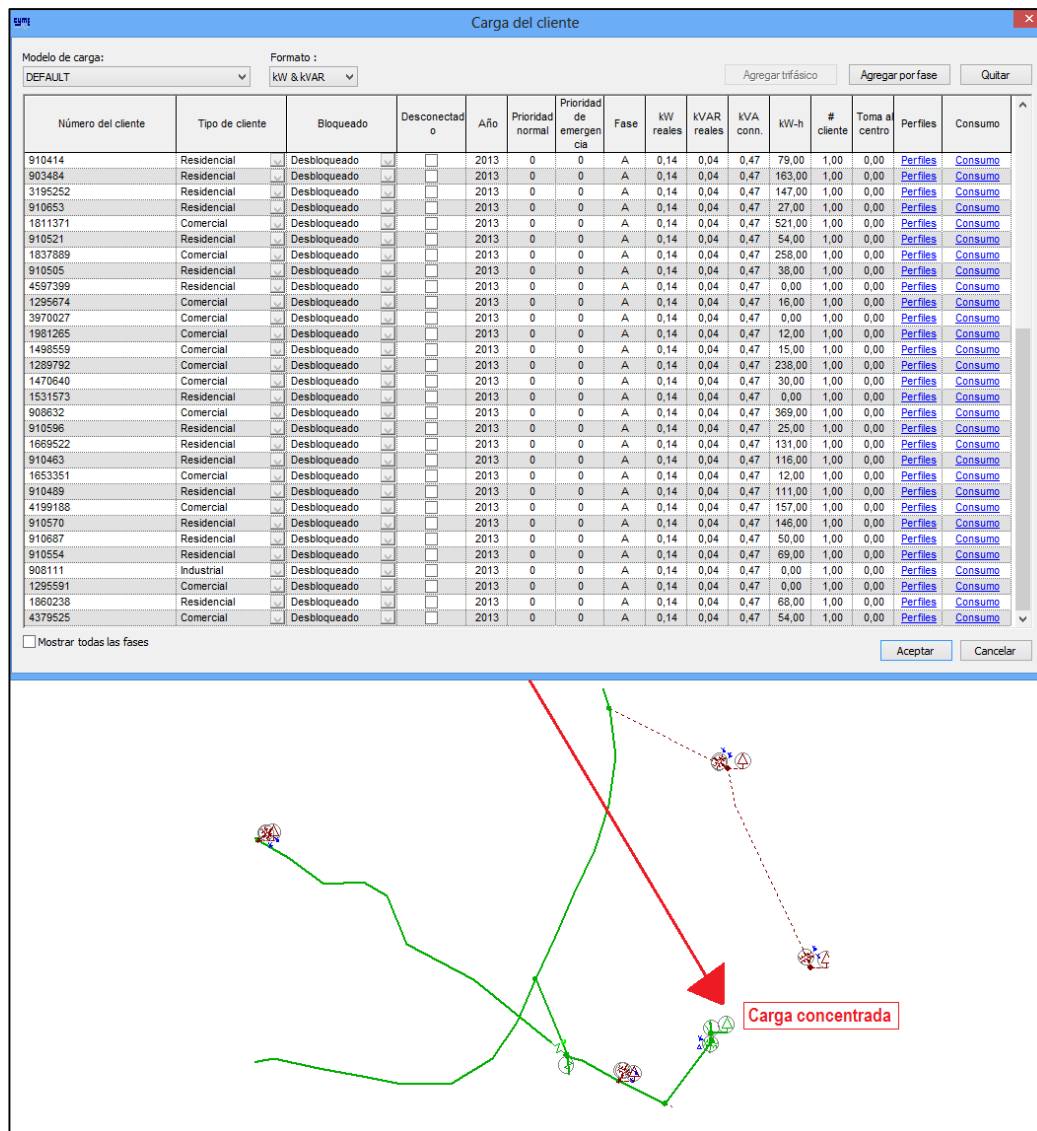 CYME
Carga del cliente
Modelo de carga:
Formato :
DEFAULT
kW & kVAR
Agregar trifásico
Agregar por fase
Quitar
Número del cliente Tipo de cliente Bloqueado Desconectad o Año Prioridad normal Prioridad de emergen cia Fase kW reales kVAR reales kVA conn. kW-h # cliente Toma al centro Perfiles Consumo
910414 Residencial Desbloqueado 2013 0 0 A 0,14 0,04 0,47 79,00 1,00 0,00 Perfiles Consumo
903484 Residencial Desbloqueado 2013 0 0 A 0,14 0,04 0,47 163,00 1,00 0,00 Perfiles Consumo
3195252 Residencial Desbloqueado 2013 0 0 A 0,14 0,04 0,47 147,00 1,00 0,00 Perfiles Consumo
910653 Residencial Desbloqueado 2013 0 0 A 0,14 0,04 0,47 27,00 1,00 0,00 Perfiles Consumo
1811371 Comercial Desbloqueado 2013 0 0 A 0,14 0,04 0,47 521,00 1,00 0,00 Perfiles Consumo
910521 Residencial Desbloqueado 2013 0 0 A 0,14 0,04 0,47 54,00 1,00 0,00 Perfiles Consumo
1837889 Comercial Desbloqueado 2013 0 0 A 0,14 0,04 0,47 258,00 1,00 0,00 Perfiles Consumo
910505 Residencial Desbloqueado 2013 0 0 A 0,14 0,04 0,47 38,00 1,00 0,00 Perfiles Consumo
4597399 Residencial Desbloqueado 2013 0 0 A 0,14 0,04 0,47 0,00 1,00 0,00 Perfiles Consumo
1295674 Comercial Desbloqueado 2013 0 0 A 0,14 0,04 0,47 16,00 1,00 0,00 Perfiles Consumo
3970027 Comercial Desbloqueado 2013 0 0 A 0,14 0,04 0,47 0,00 1,00 0,00 Perfiles Consumo
1981265 Comercial Desbloqueado 2013 0 0 A 0,14 0,04 0,47 12,00 1,00 0,00 Perfiles Consumo
1498559 Comercial Desbloqueado 2013 0 0 A 0,14 0,04 0,47 15,00 1,00 0,00 Perfiles Consumo
1289792 Comercial Desbloqueado 2013 0 0 A 0,14 0,04 0,47 238,00 1,00 0,00 Perfiles Consumo
1470640 Comercial Desbloqueado 2013 0 0 A 0,14 0,04 0,47 30,00 1,00 0,00 Perfiles Consumo
1531573 Residencial Desbloqueado 2013 0 0 A 0,14 0,04 0,47 0,00 1,00 0,00 Perfiles Consumo
908632 Comercial Desbloqueado 2013 0 0 A 0,14 0,04 0,47 369,00 1,00 0,00 Perfiles Consumo
910596 Residencial Desbloqueado 2013 0 0 A 0,14 0,04 0,47 25,00 1,00 0,00 Perfiles Consumo
1669522 Residencial Desbloqueado 2013 0 0 A 0,14 0,04 0,47 131,00 1,00 0,00 Perfiles Consumo
910463 Residencial Desbloqueado 2013 0 0 A 0,14 0,04 0,47 116,00 1,00 0,00 Perfiles Consumo
1653351 Comercial Desbloqueado 2013 0 0 A 0,14 0,04 0,47 12,00 1,00 0,00 Perfiles Consumo
910489 Residencial Desbloqueado 2013 0 0 A 0,14 0,04 0,47 111,00 1,00 0,00 Perfiles Consumo
4199188 Comercial Desbloqueado 2013 0 0 A 0,14 0,04 0,47 157,00 1,00 0,00 Perfiles Consumo
910570 Residencial Desbloqueado 2013 0 0 A 0,14 0,04 0,47 146,00 1,00 0,00 Perfiles Consumo
910687 Residencial Desbloqueado 2013 0 0 A 0,14 0,04 0,47 50,00 1,00 0,00 Perfiles Consumo
910554 Residencial Desbloqueado 2013 0 0 A 0,14 0,04 0,47 69,00 1,00 0,00 Perfiles Consumo
908111 Industrial Desbloqueado 2013 0 0 A 0,14 0,04 0,47 0,00 1,00 0,00 Perfiles Consumo
1295591 Comercial Desbloqueado 2013 0 0 A 0,14 0,04 0,47 0,00 1,00 0,00 Perfiles Consumo
1860238 Residencial Desbloqueado 2013 0 0 A 0,14 0,04 0,47 68,00 1,00 0,00 Perfiles Consumo
4379525 Comercial Desbloqueado 2013 0 0 A 0,14 0,04 0,47 54,00 1,00 0,00 Perfiles Consumo
Mostrar todas las fases
Aceptar
Cancelar
Carga concentrada